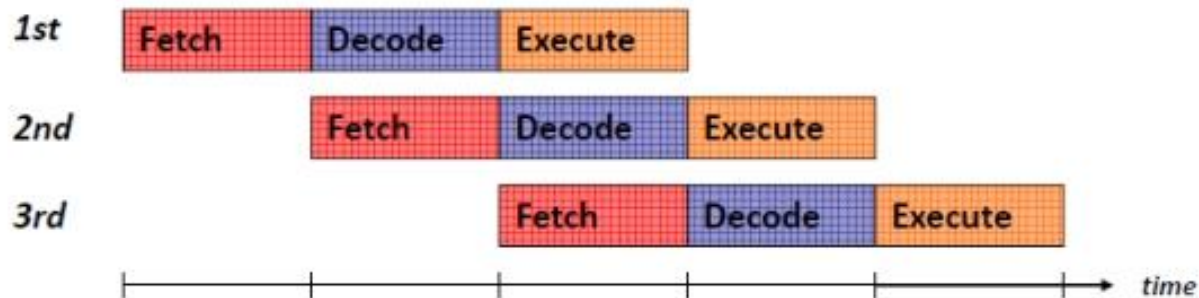 1st Fetch Decode Execute
2nd Fetch Decode Execute
3rd Fetch Decode Execute
time